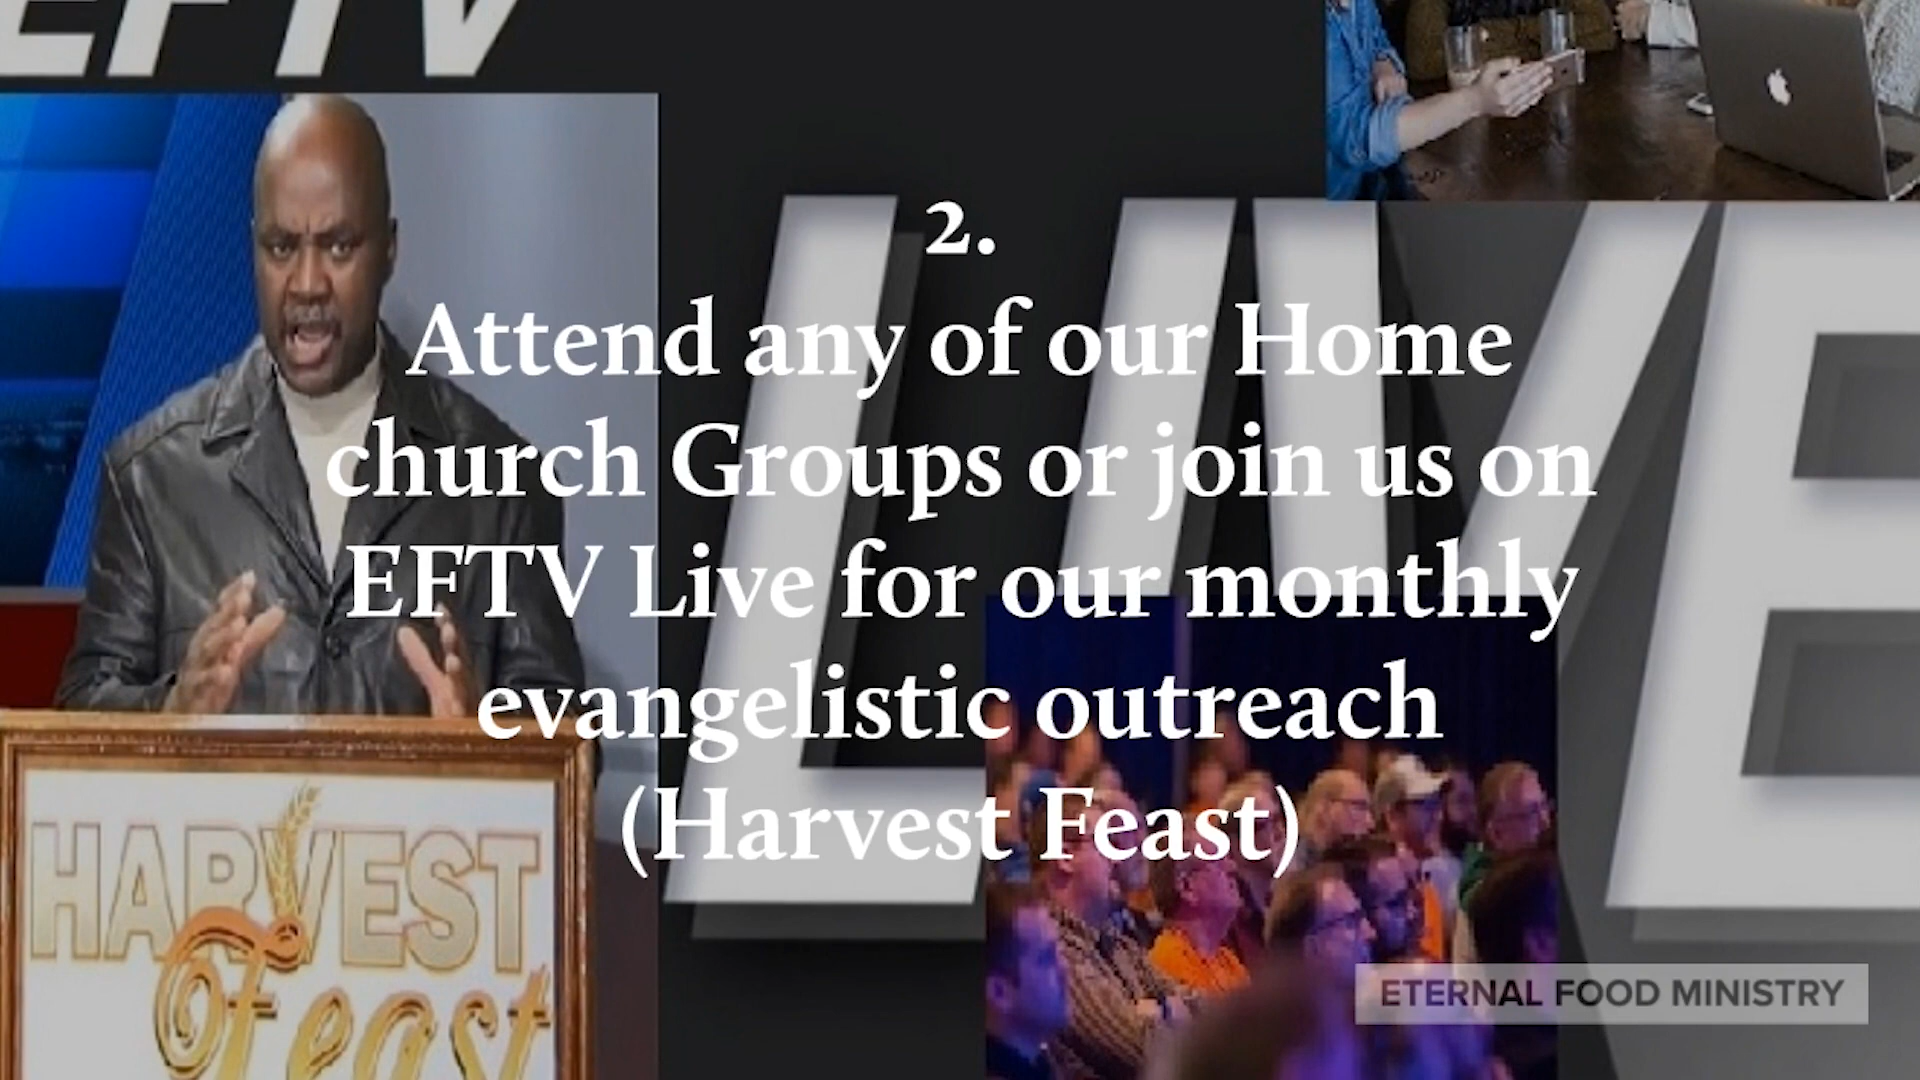 EFTV
LIVE
2.
Attend any of our Home
church Groups or join us on
EFTV Live for our monthly
evangelistic outreach
(Harvest Feast)
HARVEST
Feast
ETERNAL FOOD MINISTRY